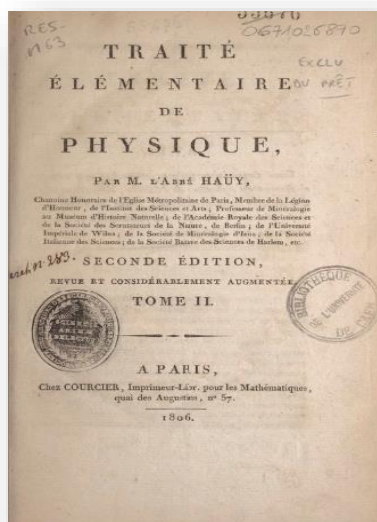 RES-
N 63
0671026870
EXCLU
DU PRÊT
TRAITÉ
ÉLÉMENTAIRE
DE
PHYSIQUE,
PAR M. L'ABBÉ HAÜY,
Chanoine Honoraire de l'Eglise Métropolitaine de Paris, Membre de la Légion
d'Honneur, de l'Institut des Sciences et Arts, Professeur de Minéralogie
au Muséum d'Histoire Naturelle; de l'Académie Royale des Sciences et
de la Société des Scrutateurs de la Nature, de Berlin; de l'Université
Impériale de Wilna; de la Société de Minéralogie d'Iéna; de la Société
Italienne des Sciences; de la Société Batave des Sciences de Harlem, etc.
SECONDE ÉDITION,
REVUE ET CONSIDÉRABLEMENT AUGMENTÉE.
TOME II.
BIBLIOTHÈQUE
DE L'UNIVERSITÉ
A PARIS,
Chez COURCIER, Imprimeur-Libr. pour les Mathématiques,
quai des Augustins, nº 57.
1806.